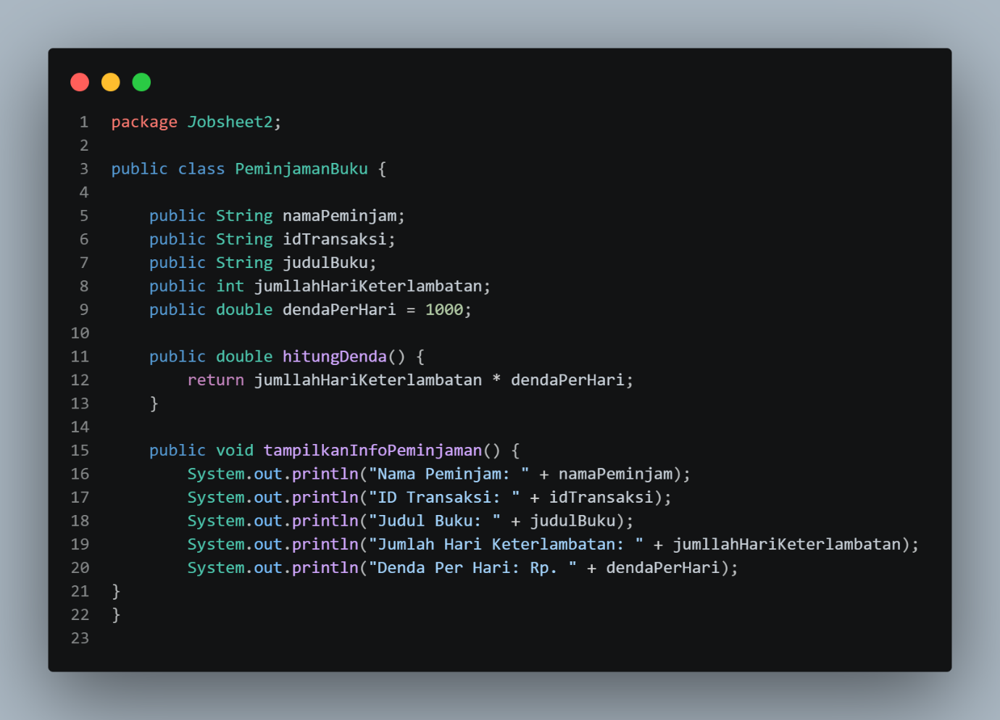 1 package Jobsheet2;
2
3 public class PeminjamanBuku {
4
5     public String namaPeminjam;
6     public String idTransaksi;
7     public String judulBuku;
8     public int jumllahHariKeterlambatan;
9     public double dendaPerHari = 1000;
10
11     public double hitungDenda() {
12         return jumllahHariKeterlambatan * dendaPerHari;
13     }
14
15     public void tampilkanInfoPeminjaman() {
16         System.out.println("Nama Peminjam: " + namaPeminjam);
17         System.out.println("ID Transaksi: " + idTransaksi);
18         System.out.println("Judul Buku: " + judulBuku);
19         System.out.println("Jumlah Hari Keterlambatan: " + jumllahHariKeterlambatan);
20         System.out.println("Denda Per Hari: Rp. " + dendaPerHari);
21 }
22 }
23